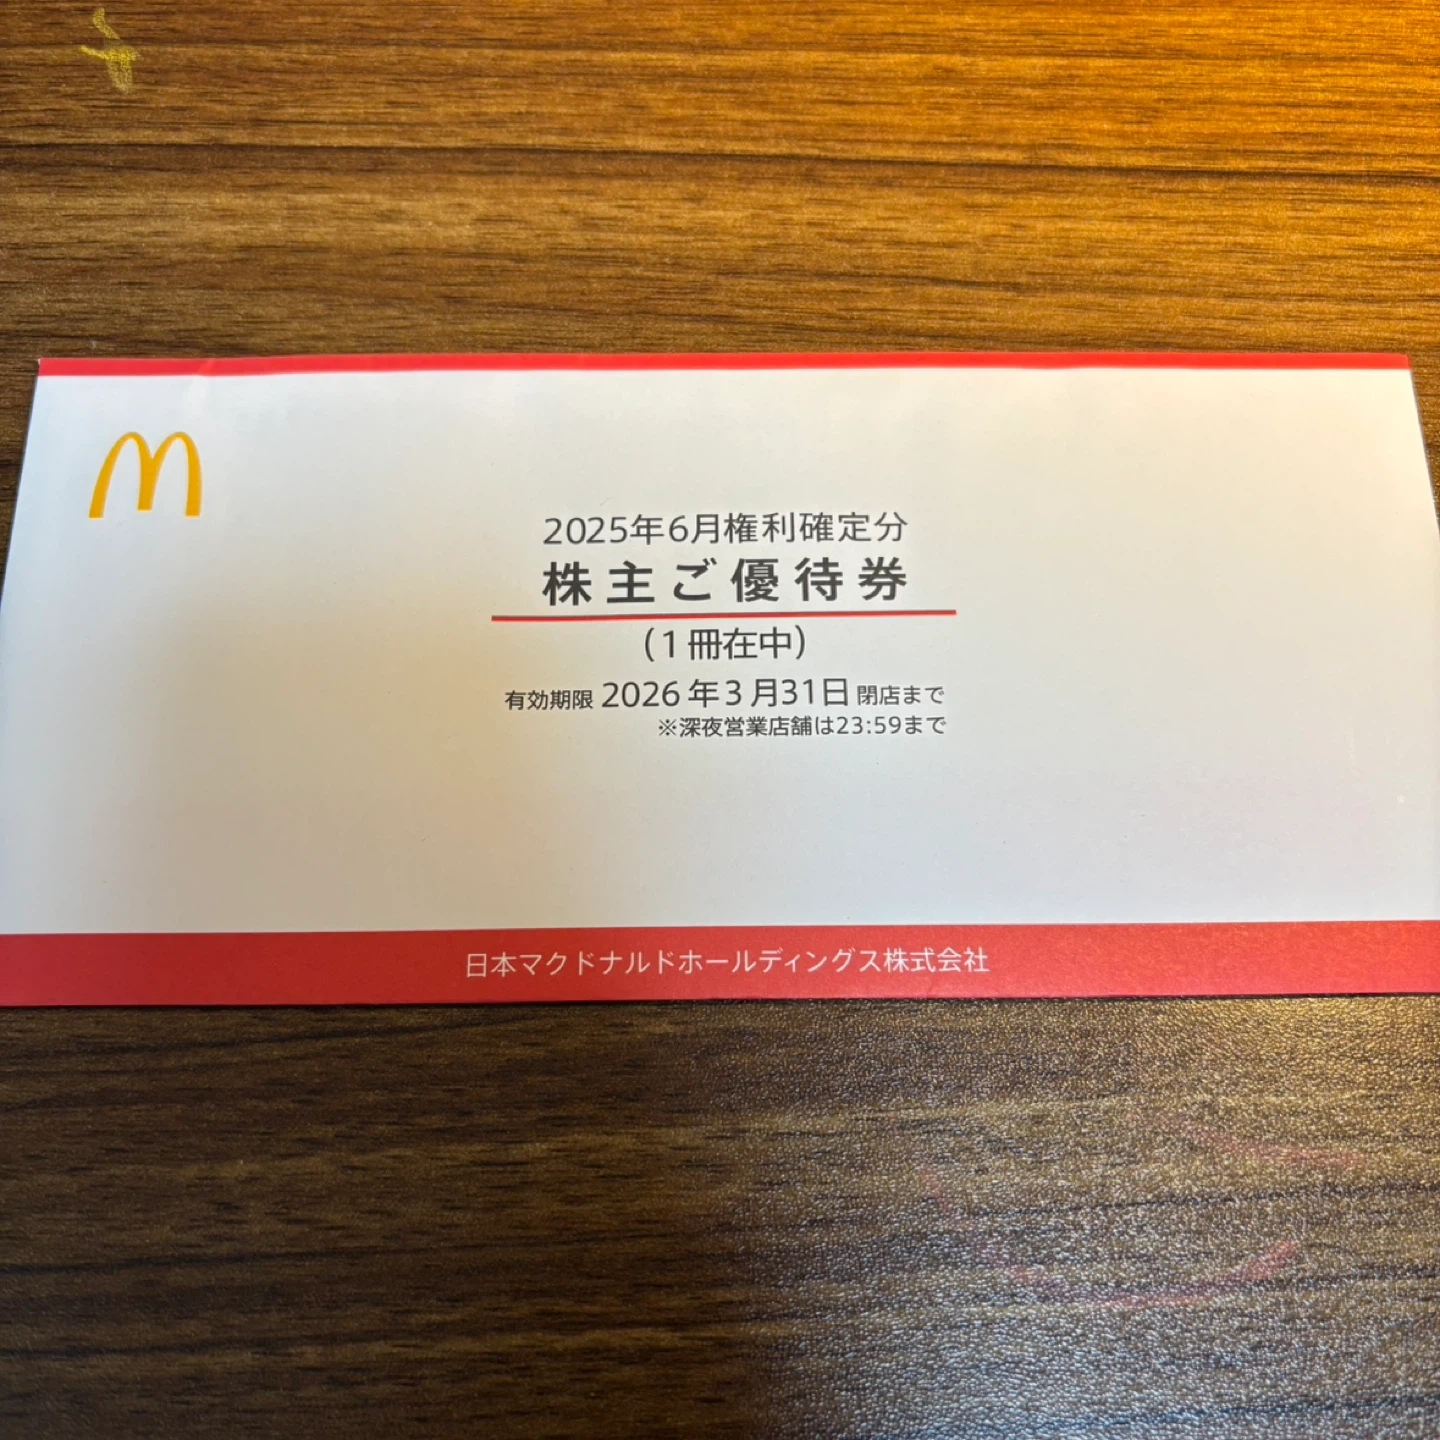 2025年6月権利確定分
株主ご優待券
(1冊在中)
有効期限 2026年3月31日 閉店まで
※深夜営業店舗は23:59まで
日本マクドナルドホールディングス株式会社